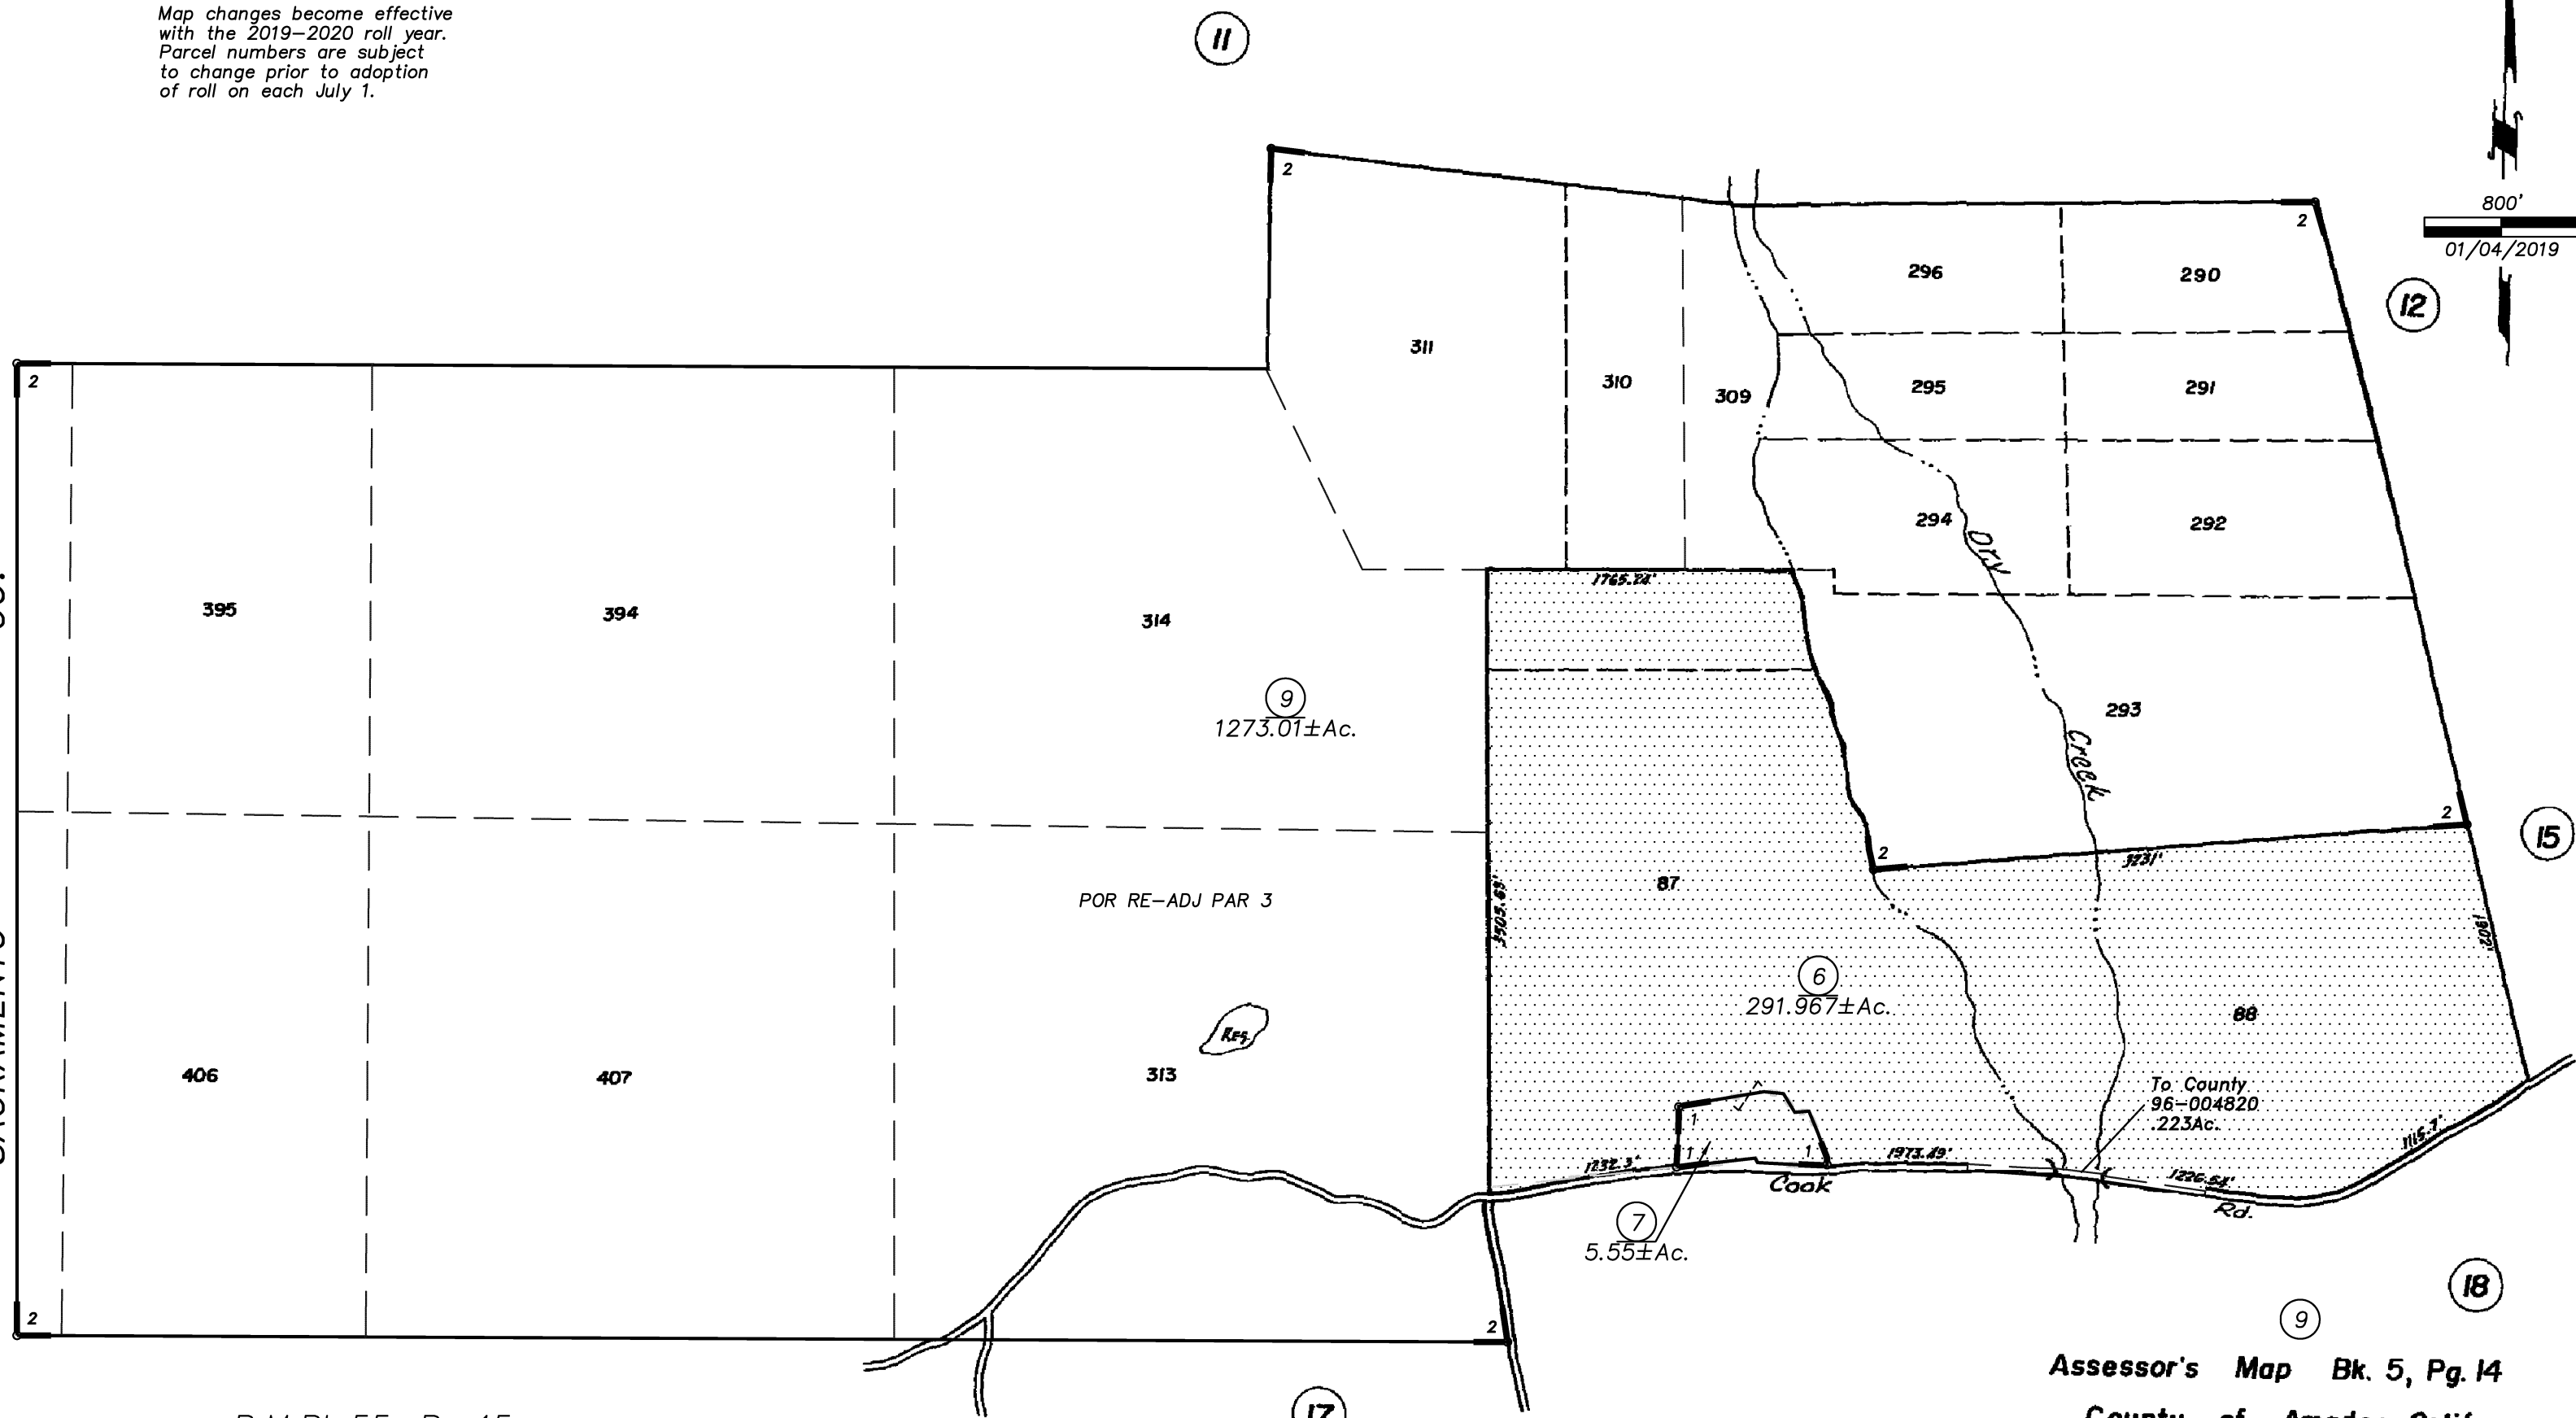 Map changes become effective
with the 2019-2020 roll year.
Parcel numbers are subject
to change prior to adoption
of roll on each July 1.
11
2
2
800'
01/04/2019
296
290
12
311
2
310
309
295
291
294
292
Dry
1765.24'
395
394
314
9
1273.01±Ac.
293
Creek
2
15
2
3231'
87
POR RE-ADJ PAR 3
3505.69'
1902'
6
291.967±Ac.
88
Res.
406
407
313
To County
96-004820
.223Ac.
1
1
1
1232.3'
1973.49'
1115.7'
1226.54'
Cook
Rd.
7
5.55±Ac.
18
9
2
2
Assessor's Map Bk. 5, Pg. 14
17